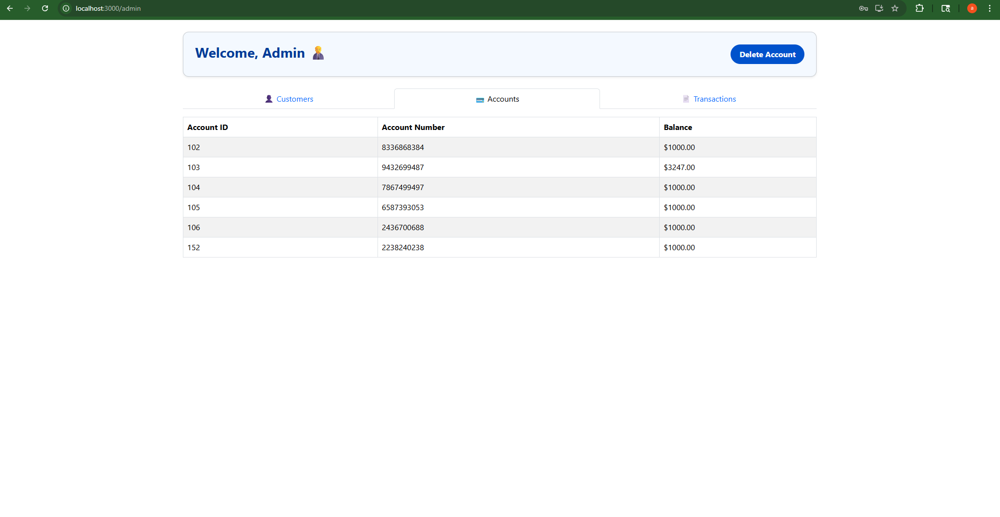 localhost:3000/admin
a
Welcome, Admin
Delete Account
Customers
Accounts
Transactions
Account ID Account Number Balance
102 8336868384 $1000.00
103 9432699487 $3247.00
104 7867499497 $1000.00
105 6587393053 $1000.00
106 2436700688 $1000.00
152 2238240238 $1000.00